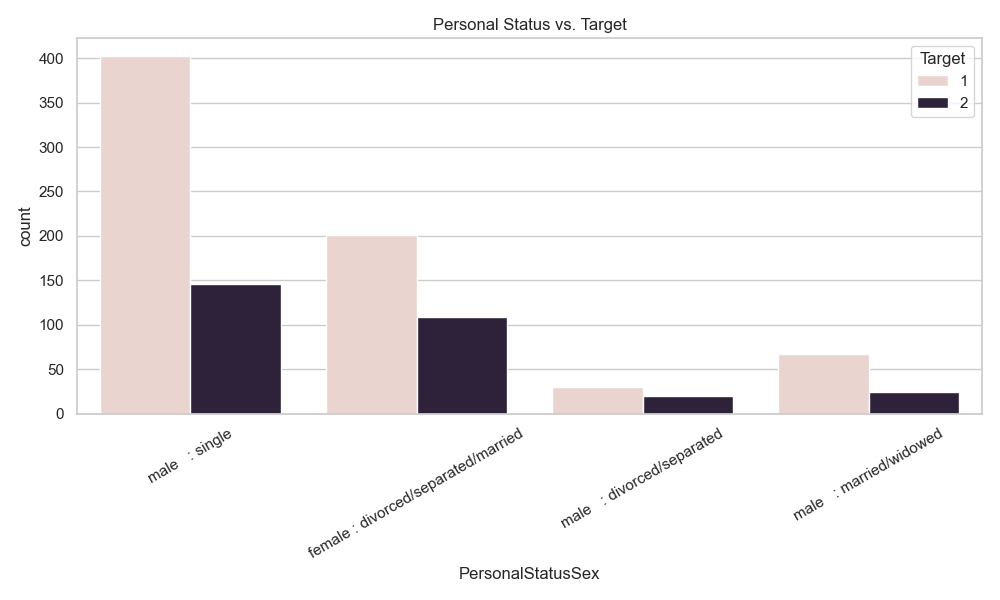 Personal Status vs. Target
Target
1
2
count
400
350
300
250
200
150
100
50
0
male   : single
female : divorced/separated/married
male   : divorced/separated
male   : married/widowed
PersonalStatusSex